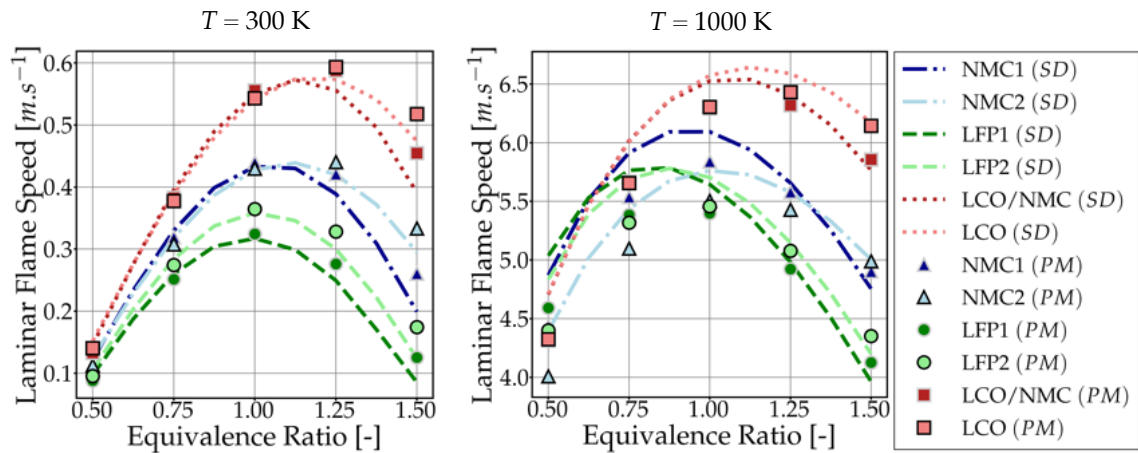 T = 300 K
T = 1000 K
Laminar Flame Speed [m.s⁻¹]
0.6
0.5
0.4
0.3
0.2
0.1
0.50 0.75 1.00 1.25 1.50
Equivalence Ratio [-]
Laminar Flame Speed [m.s⁻¹]
6.5
6.0
5.5
5.0
4.5
4.0
0.50 0.75 1.00 1.25 1.50
Equivalence Ratio [-]
NMC1 (SD)
NMC2 (SD)
LFP1 (SD)
LFP2 (SD)
LCO/NMC (SD)
LCO (SD)
NMC1 (PM)
NMC2 (PM)
LFP1 (PM)
LFP2 (PM)
LCO/NMC (PM)
LCO (PM)